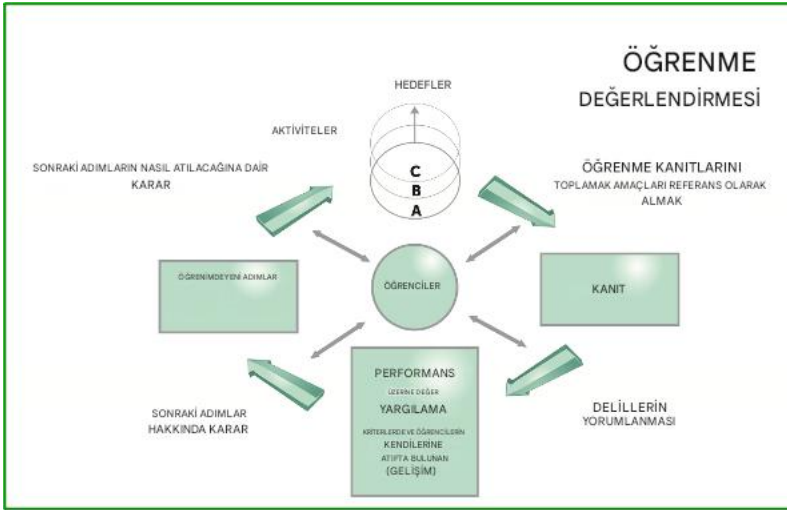 ÖĞRENME
DEĞERLENDİRMESİ
HEDEFLER
AKTİVİTELER
SONRAKİ ADIMLARIN NASIL ATILACAĞINA DAİR
KARAR
C
B
A
ÖĞRENME KANITLARINI
TOPLAMAK AMAÇLARI REFERANS OLARAK
ALMAK
ÖĞRENİMDEYENİ ADIMLAR
ÖĞRENCİLER
KANIT
PERFORMANS
ÜZERİNE DEĞER
YARGILAMA
KRİTERLERDE VE ÖĞRENCİLERİN
KENDİLERİNE
ATIFTA BULUNAN
(GELİŞİM)
SONRAKİ ADIMLAR
HAKKINDA KARAR
DELİLLERİN
YORUMLANMASI